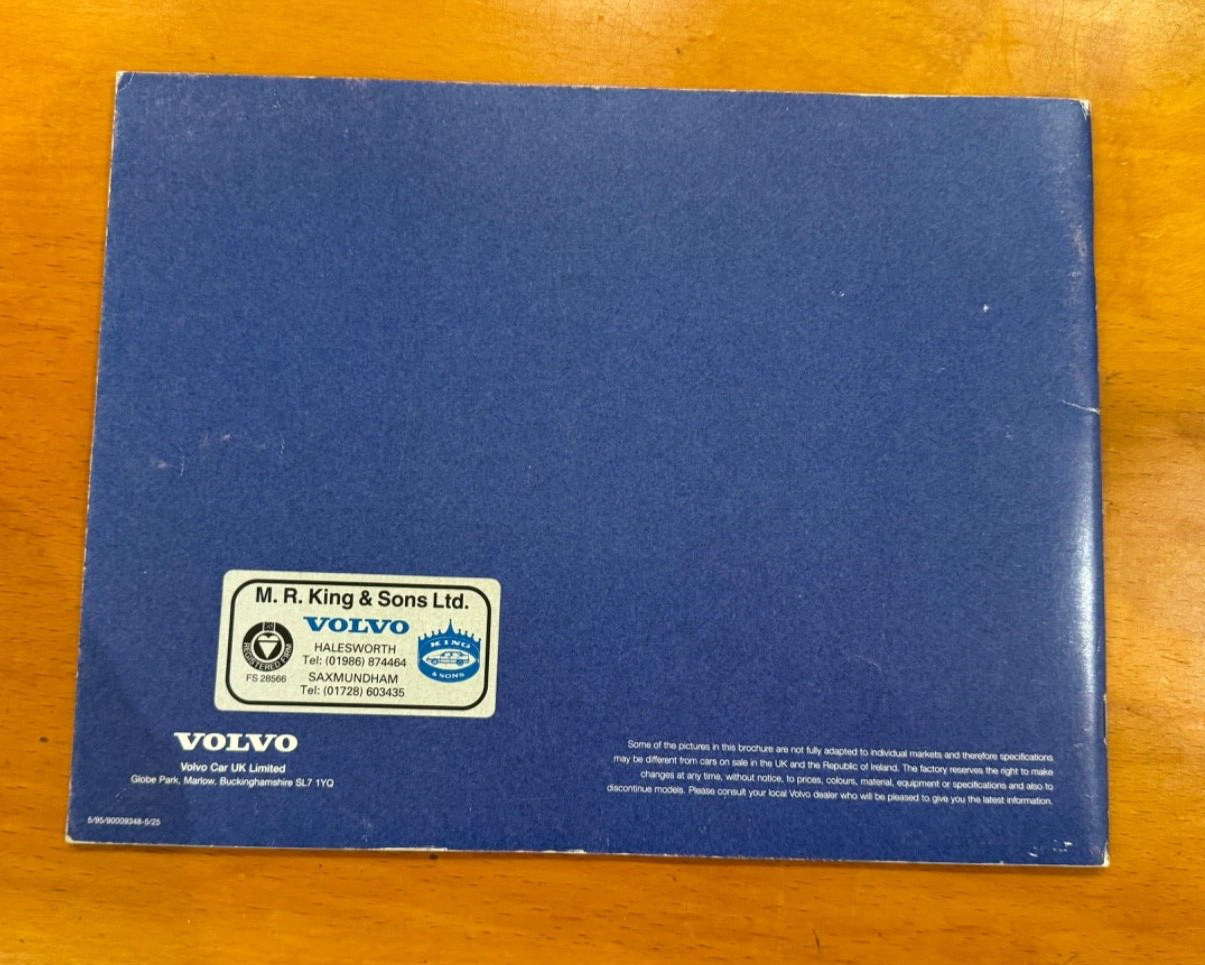 M. R. King & Sons Ltd.
VOLVO
REGISTERED FIRM
FS 28566
HALESWORTH
Tel: (01986) 874464
SAXMUNDHAM
Tel: (01728) 603435
KING
& SONS
VOLVO
Volvo Car UK Limited
Globe Park, Marlow, Buckinghamshire SL7 1YQ
5/95/90009348-5/25
Some of the pictures in this brochure are not fully adapted to individual markets and therefore specifications
may be different from cars on sale in the UK and the Republic of Ireland. The factory reserves the right to make
changes at any time, without notice, to prices, colours, material, equipment or specifications and also to
discontinue models. Please consult your local Volvo dealer who will be pleased to give you the latest information.